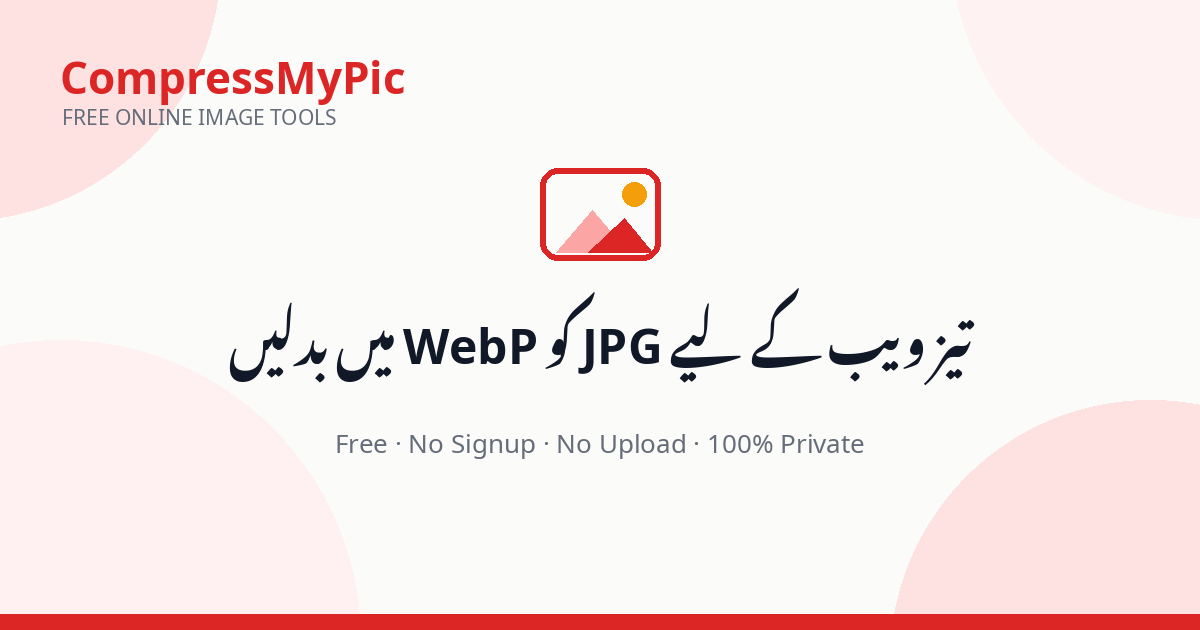 CompressMyPic
FREE ONLINE IMAGE TOOLS
تیز ویب کے لیے JPG کو WebP میں بدلیں
Free · No Signup · No Upload · 100% Private